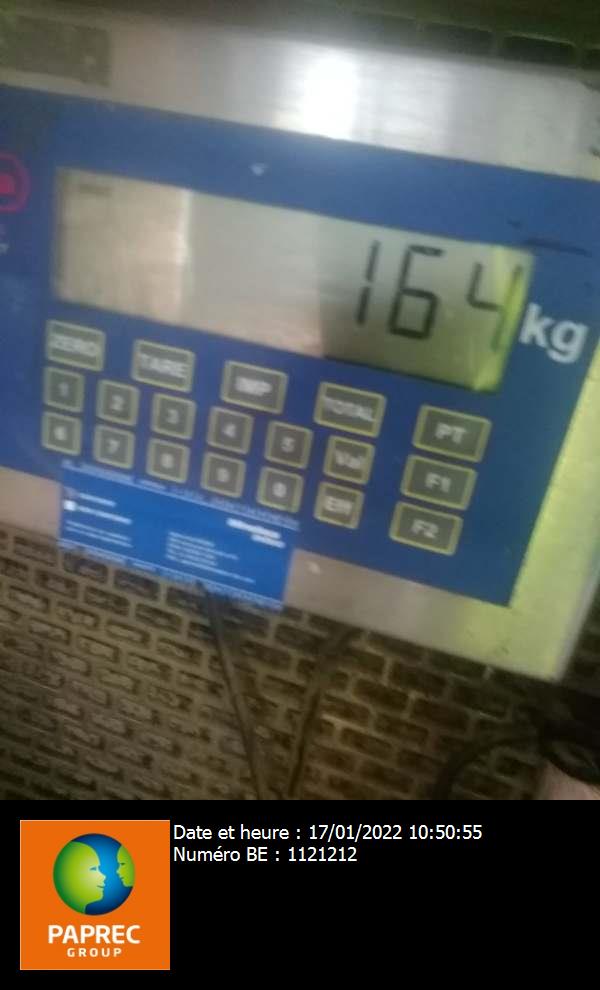 164 kg
ZERO TARE IMP TOTAL PT
1 2 3 4 5 Val F1
6 7 8 9 0 Eff F2
Date et heure : 17/01/2022 10:50:55
Numéro BE : 1121212
PAPREC
GROUP